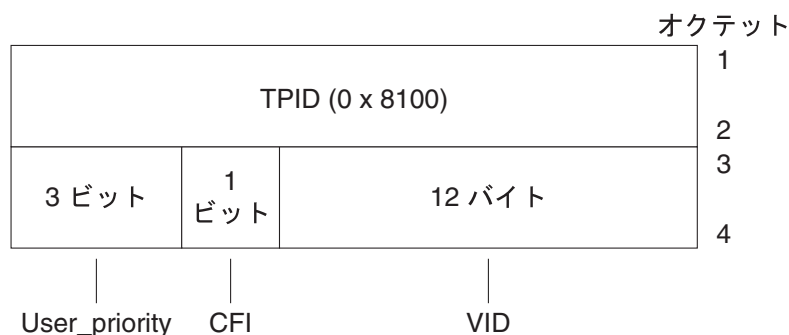 オクテット
1
TPID (0 x 8100)
2
3
3 ビット
1
ビット
12 バイト
4
User_priority
CFI
VID